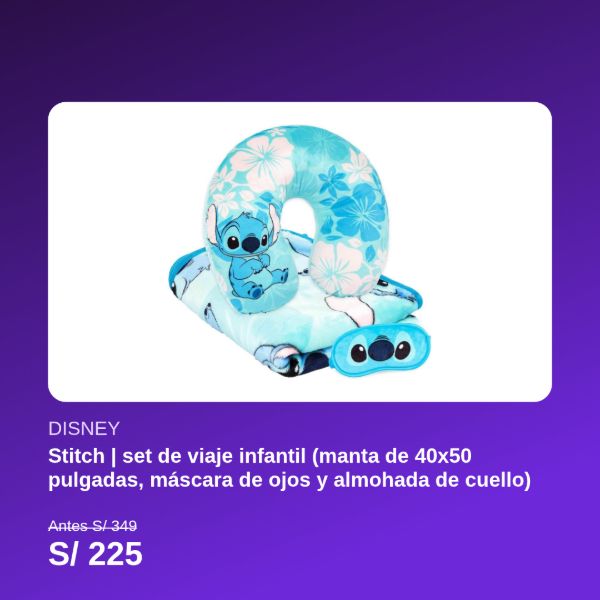 DISNEY
Stitch | set de viaje infantil (manta de 40x50
pulgadas, máscara de ojos y almohada de cuello)
Antes S/ 349
S/ 225